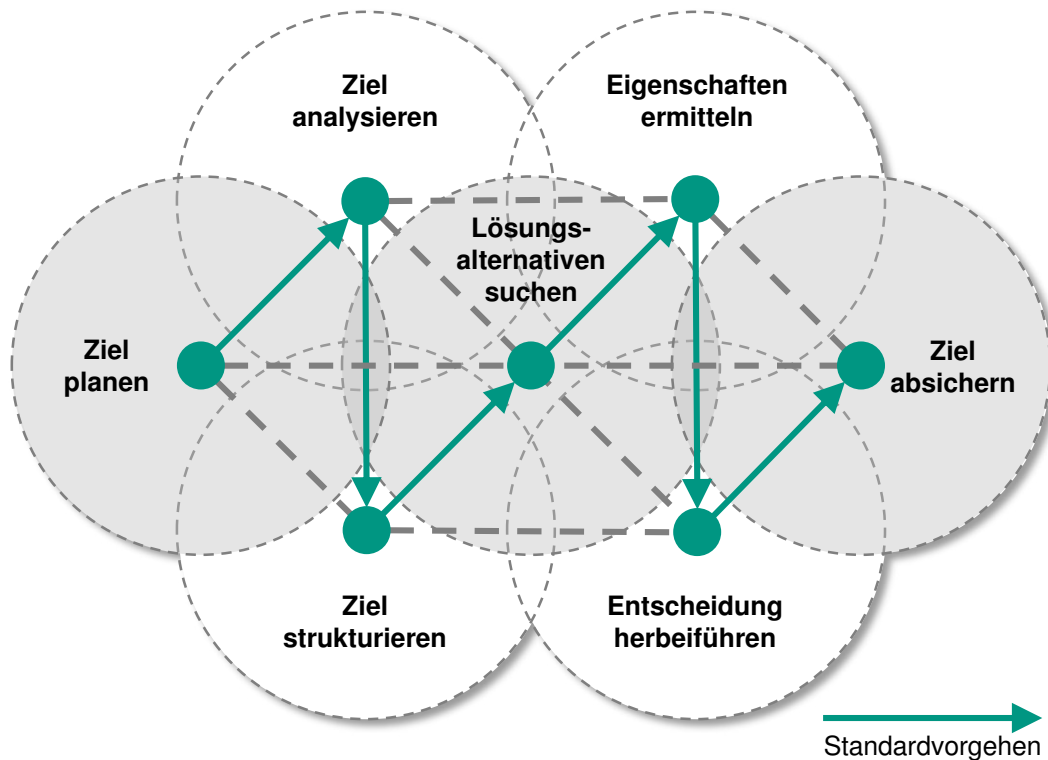 Ziel
analysieren
Eigenschaften
ermitteln
Lösungs-
alternativen
suchen
Ziel
planen
Ziel
absichern
Ziel
strukturieren
Entscheidung
herbeiführen
Standardvorgehen